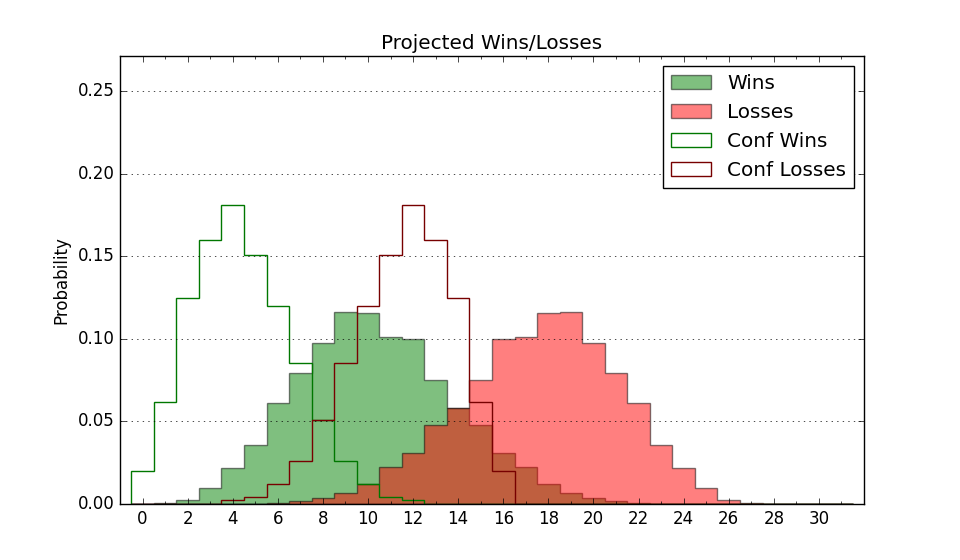 Projected Wins/Losses
Wins
Losses
Conf Wins
Conf Losses
Probability
0.25
0.20
0.15
0.10
0.05
0.00
0 2 4 6 8 10 12 14 16 18 20 22 24 26 28 30